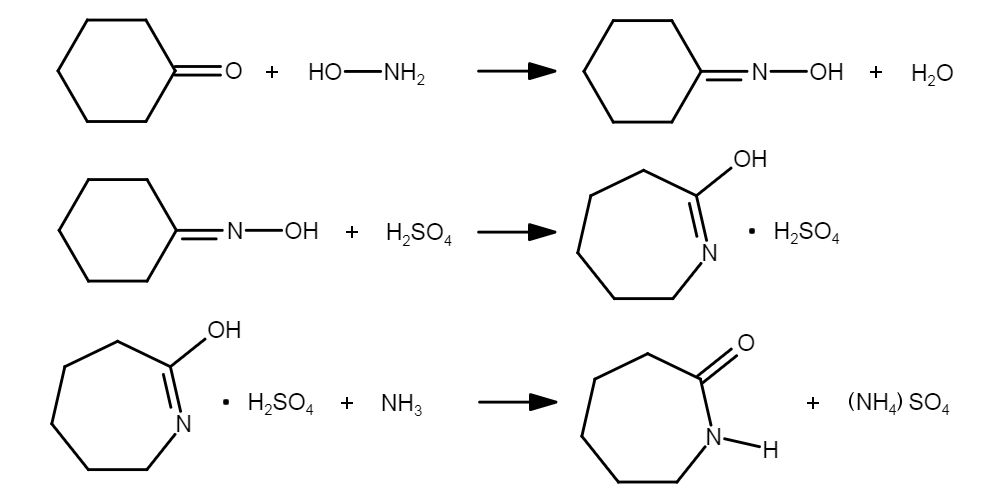 O + HO NH₂ N OH + H₂O
N OH + H₂SO₄ OH N · H₂SO₄
OH N · H₂SO₄ + NH₃ O N H + (NH₄) SO₄